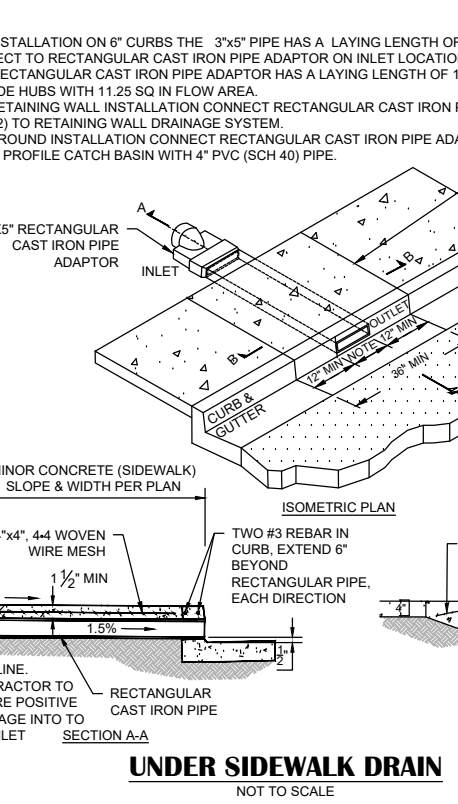 STALLATION ON 6" CURBS THE 3"x5" PIPE HAS A LAYING LENGTH OF
ECT TO RECTANGULAR CAST IRON PIPE ADAPTOR ON INLET LOCATION
RECTANGULAR CAST IRON PIPE ADAPTOR HAS A LAYING LENGTH OF 1
DE HUBS WITH 11.25 SQ IN FLOW AREA.
ETAINING WALL INSTALLATION CONNECT RECTANGULAR CAST IRON P
2) TO RETAINING WALL DRAINAGE SYSTEM.
ROUND INSTALLATION CONNECT RECTANGULAR CAST IRON PIPE ADA
PROFILE CATCH BASIN WITH 4" PVC (SCH 40) PIPE.
A
X5" RECTANGULAR
CAST IRON PIPE
ADAPTOR
INLET
B
B
OUTLET
12" MIN
NOTE
12" MIN
36" MIN
CURB &
GUTTER
ISOMETRIC PLAN
MINOR CONCRETE (SIDEWALK)
SLOPE & WIDTH PER PLAN
"x4", 4-4 WOVEN
WIRE MESH
1 1/2" MIN
TWO #3 REBAR IN
CURB, EXTEND 6"
BEYOND
RECTANGULAR PIPE,
EACH DIRECTION
4"
1.5%
1/2"
LINE.
RACTOR TO
RE POSITIVE
AGE INTO TO
LET
RECTANGULAR
CAST IRON PIPE
SECTION A-A
UNDER SIDEWALK DRAIN
NOT TO SCALE